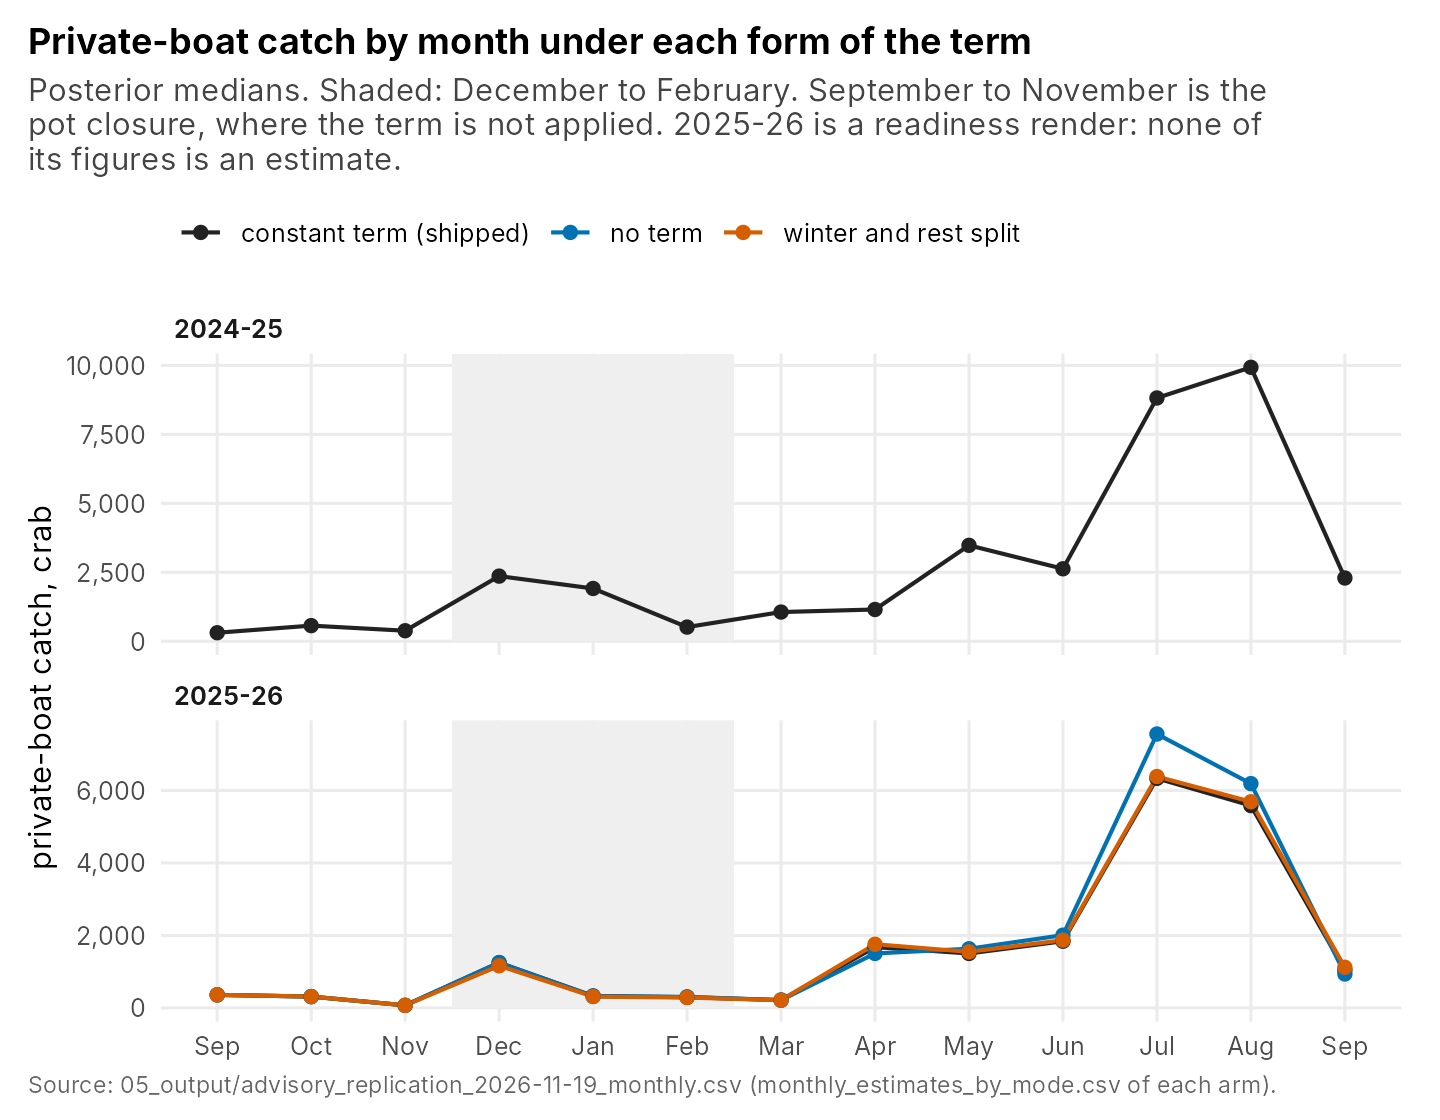 Private-boat catch by month under each form of the term
Posterior medians. Shaded: December to February. September to November is the
pot closure, where the term is not applied. 2025-26 is a readiness render: none of
its figures is an estimate.
constant term (shipped)
no term
winter and rest split
private-boat catch, crab
2024-25
10,000
7,500
5,000
2,500
0
2025-26
6,000
4,000
2,000
0
Sep Oct Nov Dec Jan Feb Mar Apr May Jun Jul Aug Sep
Source: 05_output/advisory_replication_2026-11-19_monthly.csv (monthly_estimates_by_mode.csv of each arm).